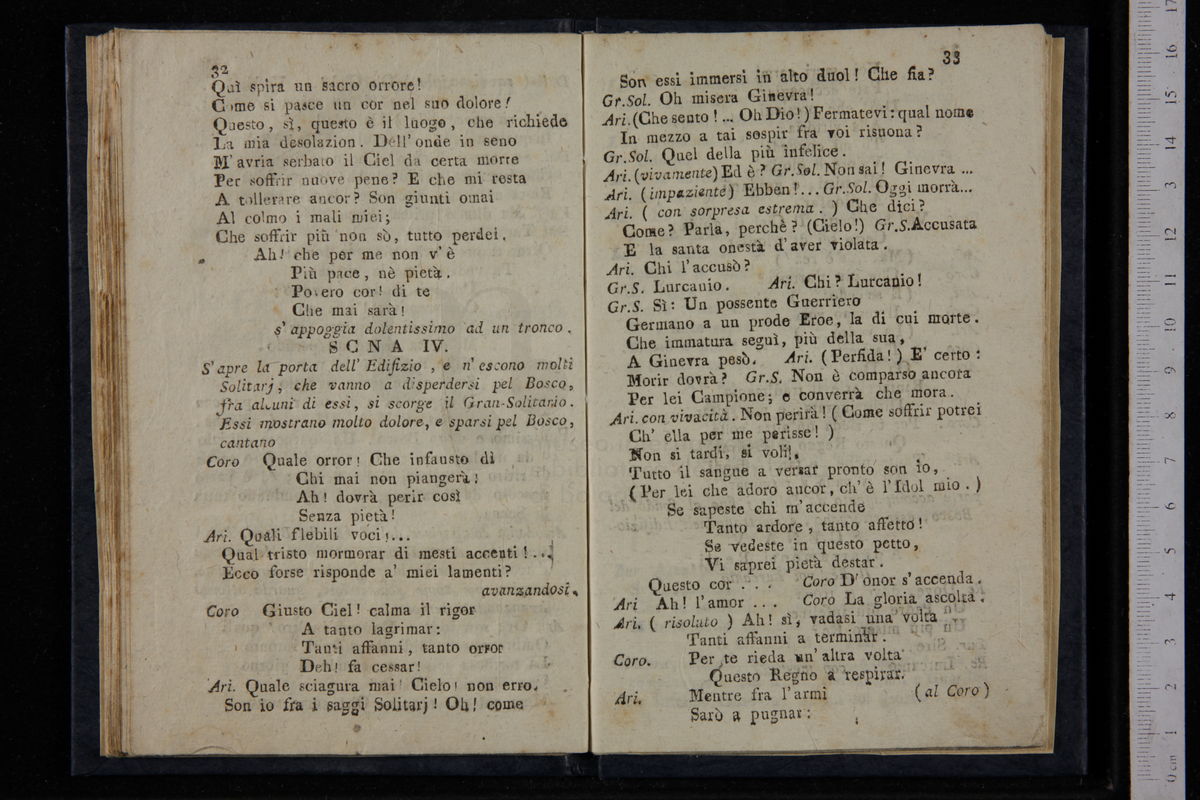 32
Quì spira un sacro orrore!
Come si pasce un cor nel suo dolore!
Questo, sì, questo è il luogo, che richiede
La mia desolazion. Dell' onde in seno
M' avria serbato il Ciel da certa morte
Per soffrir nuove pene? E che mi resta
A tollerare ancor? Son giunti omai
Al colmo i mali miei;
Che soffrir più non sò, tutto perdei.
Ah! che per me non v' è
Più pace, nè pietà.
Povero cor! di te
Che mai sarà!
s' appoggia dolentissimo ad un tronco.
SCNA IV.
S' apre la porta dell' Edifizio, e n' escono molti
Solitarj, che vanno a disperdersi pel Bosco,
fra alcuni di essi, si scorge il Gran-Solitario.
Essi mostrano molto dolore, e sparsi pel Bosco,
cantano
Coro Quale orror! Che infausto dì
Chi mai non piangerà!
Ah! dovrà perir così
Senza pietà!
Ari. Quali flebili voci!...
Qual tristo mormorar di mesti accenti!...
Ecco forse risponde a' miei lamenti?
avanzandosi.
Coro Giusto Ciel! calma il rigor
A tanto lagrimar:
Tanti affanni, tanto orror
Deh! fa cessar!
Ari. Quale sciagura mai! Cielo! non erro.
Son io fra i saggi Solitarj! Oh! come
33
Son essi immersi in alto duol! Che fia?
Gr.Sol. Oh misera Ginevra!
Ari. (Che sento!... Oh Dio!) Fermatevi: qual nome
In mezzo a tai sospir fra voi risuona?
Gr.Sol. Quel della più infelice.
Ari. (vivamente) Ed è? Gr.Sol. Non sai! Ginevra ...
Ari. (impaziente) Ebben!... Gr.Sol. Oggi morrà...
Ari. ( con sorpresa estrema. ) Che dici?
Come? Parla, perchè? (Cielo!) Gr.S. Accusata
E la santa onestà d' aver violata.
Ari. Chi l'accusò?
Gr.S. Lurcanio. Ari. Chi? Lurcanio!
Gr.S. Sì: Un possente Guerriero
Germano a un prode Eroe, la di cui morte.
Che immatura seguì, più della sua,
A Ginevra pesò. Ari. (Perfida!) E' certo:
Morir dovrà? Gr.S. Non è comparso ancora
Per lei Campione; e converrà che mora.
Ari. con vivacità. Non perirà! ( Come soffrir potrei
Ch' ella per me perisse! )
Non si tardi, si voli!
Tutto il sangue a versar pronto son io,
(Per lei che adoro ancor, ch' è l'Idol mio.)
Se sapeste chi m'accende
Tanto ardore, tanto affetto!
Se vedeste in questo petto,
Vi saprei pietà destar.
Questo cor . . . Coro D' onor s'accenda.
Ari Ah! l'amor ... Coro La gloria ascolta.
Ari. ( risoluto ) Ah! sì, vadasi una volta
Tanti affanni a terminar.
Coro. Per te rieda un' altra volta
Questo Regno a respirar.
Ari. Mentre fra l'armi (al Coro)
Sarò a pugnar: